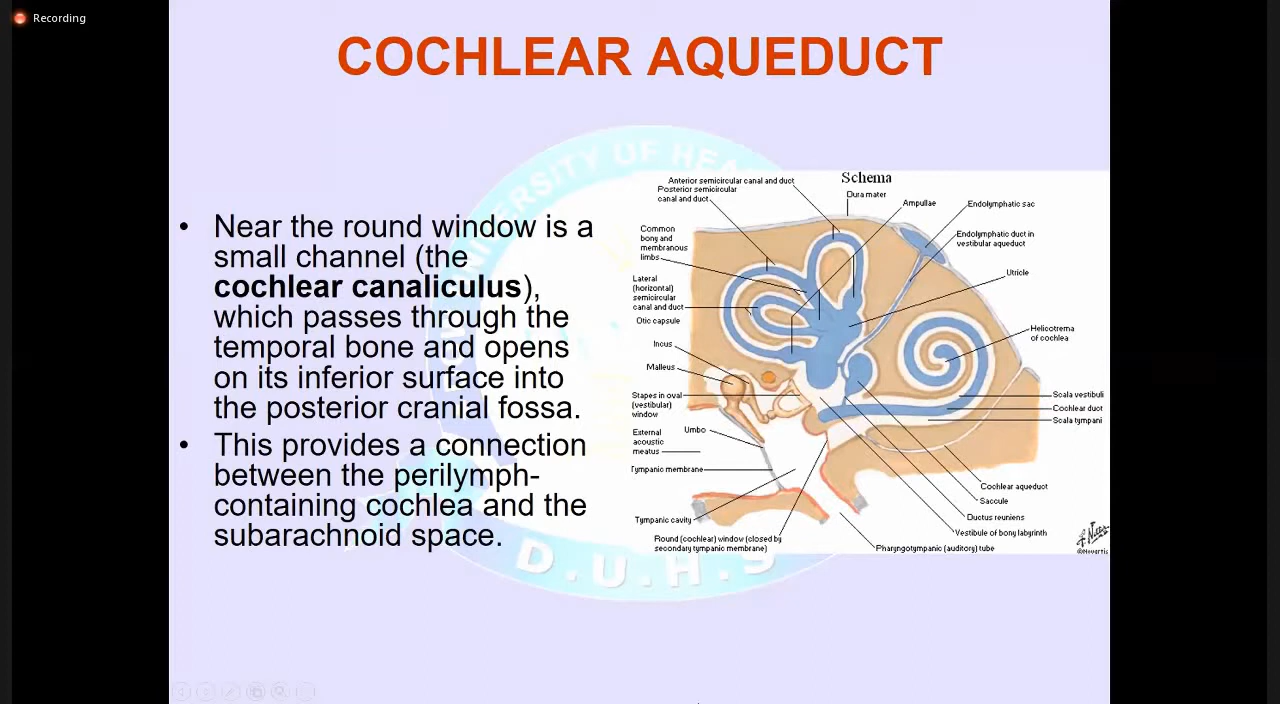 Recording
COCHLEAR AQUEDUCT
• Near the round window is a
small channel (the
cochlear canaliculus),
which passes through the
temporal bone and opens
on its inferior surface into
the posterior cranial fossa.
• This provides a connection
between the perilymph-
containing cochlea and the
subarachnoid space.
Schema
Anterior semicircular canal and duct
Posterior semicircular
canal and duct
Dura mater
Ampullae
Endolymphatic sac
Common
bony and
membranous
limbs
Endolymphatic duct in
vestibular aqueduct
Utricle
Lateral
(horizontal)
semicircular
canal and duct
Otic capsule
Helicotrema
of cochlea
Incus
Malleus
Stapes in oval
(vestibular)
window
Scala vestibuli
Cochlear duct
Scala tympani
External
acoustic
meatus
Umbo
Tympanic membrane
Cochlear aqueduct
Saccule
Ductus reuniens
Vestibule of bony labyrinth
Tympanic cavity
Round (cochlear) window (closed by
secondary tympanic membrane)
Pharyngotympanic (auditory) tube
©Novartis
UNIVERSITY OF HEA
D.U.H.S